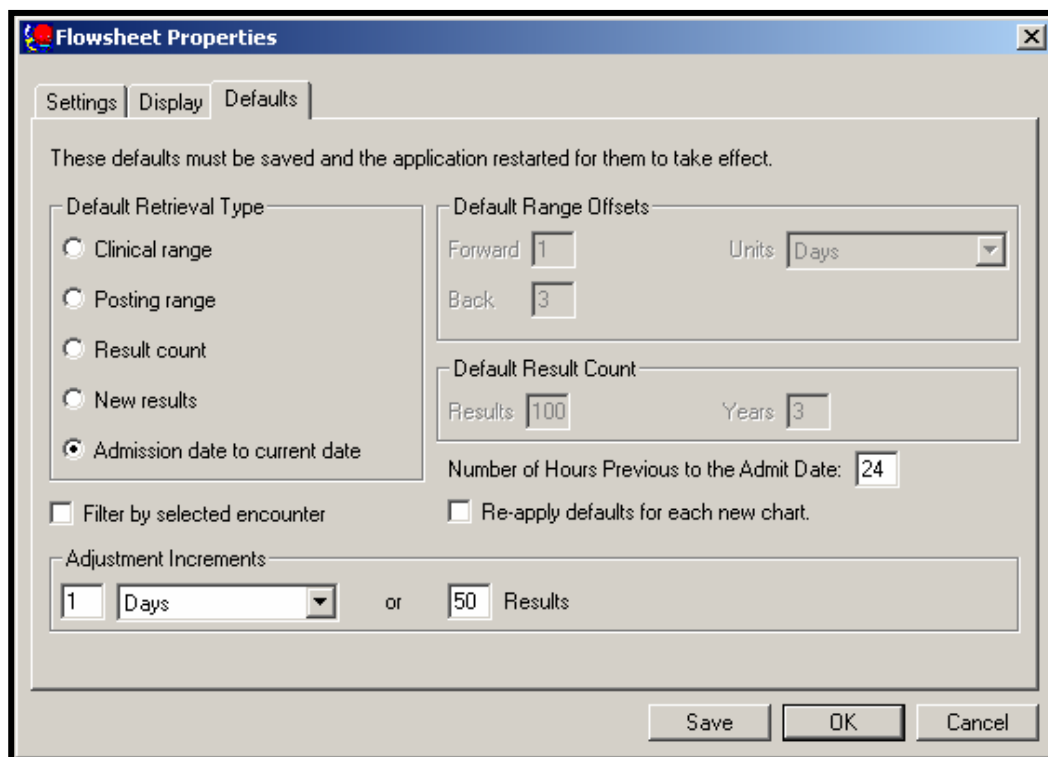 Flowsheet Properties
Settings Display Defaults
These defaults must be saved and the application restarted for them to take effect.
Default Retrieval Type
Clinical range
Posting range
Result count
New results
Admission date to current date
Default Range Offsets
Forward 1 Units Days
Back 3
Default Result Count
Results 100 Years 3
Number of Hours Previous to the Admit Date: 24
Filter by selected encounter
Re-apply defaults for each new chart.
Adjustment Increments
1 Days or 50 Results
Save OK Cancel